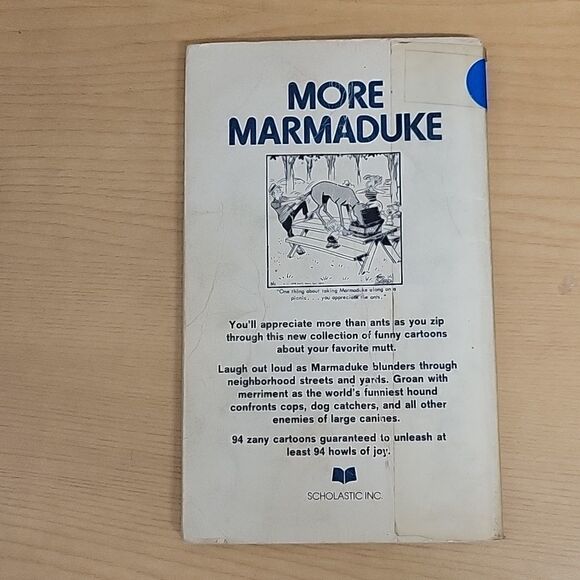 MORE
MARMADUKE
"One thing about taking Marmaduke along on a
picnic . . . you appreciate the ants."
You'll appreciate more than ants as you zip
through this new collection of funny cartoons
about your favorite mutt.
Laugh out loud as Marmaduke blunders through
neighborhood streets and yards. Groan with
merriment as the world's funniest hound
confronts cops, dog catchers, and all other
enemies of large canines.
94 zany cartoons guaranteed to unleash at
least 94 howls of joy.
SCHOLASTIC INC.